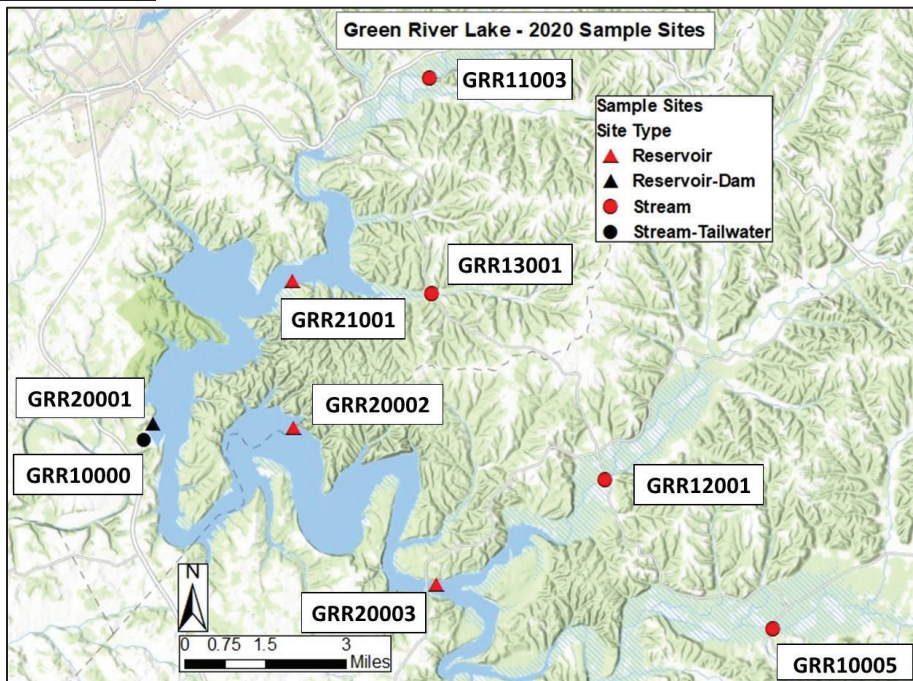 Green River Lake - 2020 Sample Sites
GRR11003
Sample Sites
Site Type
Reservoir
Reservoir-Dam
Stream
Stream-Tailwater
GRR13001
GRR21001
GRR20001
GRR20002
GRR10000
GRR12001
N
GRR20003
0 0.75 1.5 3
Miles
GRR10005